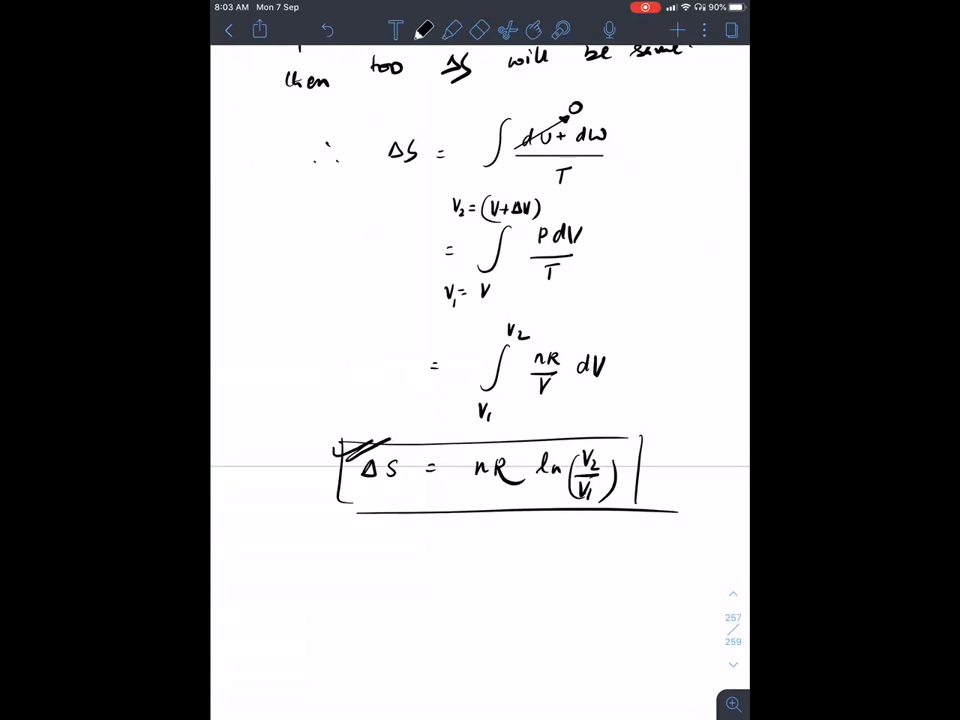 8:03 AM Mon 7 Sep
90%
then too ΔS will be same.
∴ ΔS = ∫ (dU + dW) / T
0
V₂ = (V+ΔV)
= ∫ P dV / T
V₁ = V
V₂
= ∫ nR/V dV
V₁
ΔS = nR ln (V₂/V₁)
257
259